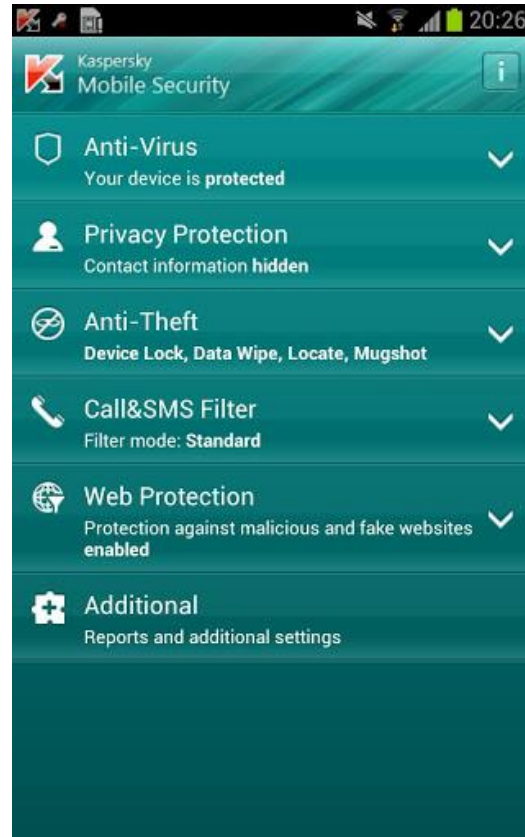 20:26
Kaspersky
Mobile Security
i
Anti-Virus
Your device is protected
Privacy Protection
Contact information hidden
Anti-Theft
Device Lock, Data Wipe, Locate, Mugshot
Call&SMS Filter
Filter mode: Standard
Web Protection
Protection against malicious and fake websites
enabled
Additional
Reports and additional settings